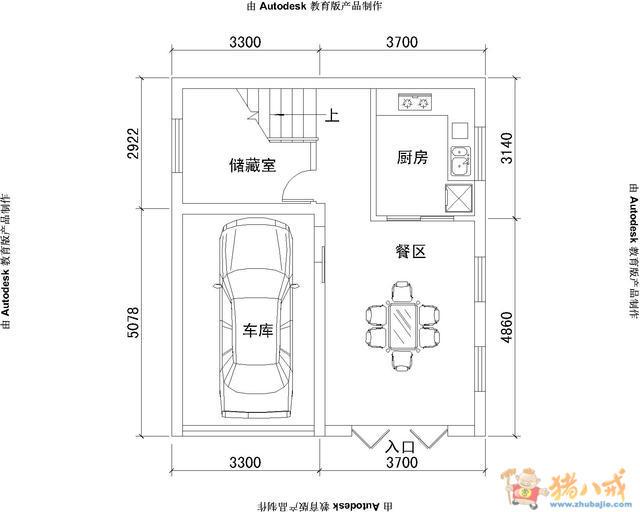 由 Autodesk 教育版产品制作
3300
3700
上
2922
储藏室
厨房
3140
由 Autodesk 教育版产品制作
由 Autodesk 教育版产品制作
餐区
5078
车库
4860
入口
3300
3700
猪八戒
www.zhubajie.com
由 Autodesk 教育版产品制作